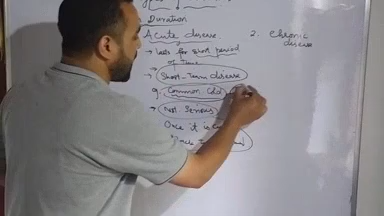 Duration
Acute disease
→ lasts for short period
of time
→ Short-Term disease
eg. Common Cold
→ not Serious
Once it is
2. Chronic
disease